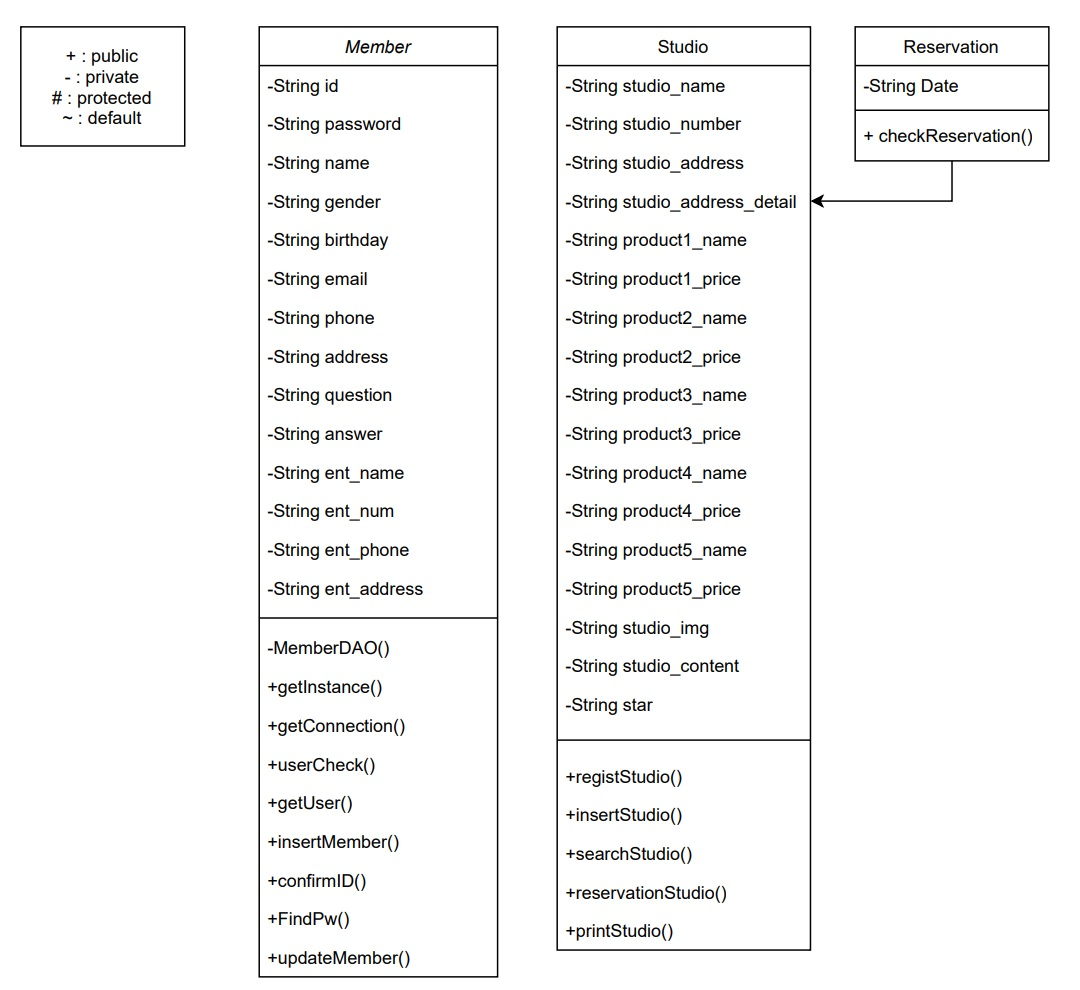 + : public
- : private
# : protected
~ : default
Member
-String id
-String password
-String name
-String gender
-String birthday
-String email
-String phone
-String address
-String question
-String answer
-String ent_name
-String ent_num
-String ent_phone
-String ent_address
-MemberDAO()
+getInstance()
+getConnection()
+userCheck()
+getUser()
+insertMember()
+confirmID()
+FindPw()
+updateMember()
Studio
-String studio_name
-String studio_number
-String studio_address
-String studio_address_detail
-String product1_name
-String product1_price
-String product2_name
-String product2_price
-String product3_name
-String product3_price
-String product4_name
-String product4_price
-String product5_name
-String product5_price
-String studio_img
-String studio_content
-String star
+registStudio()
+insertStudio()
+searchStudio()
+reservationStudio()
+printStudio()
Reservation
-String Date
+ checkReservation()